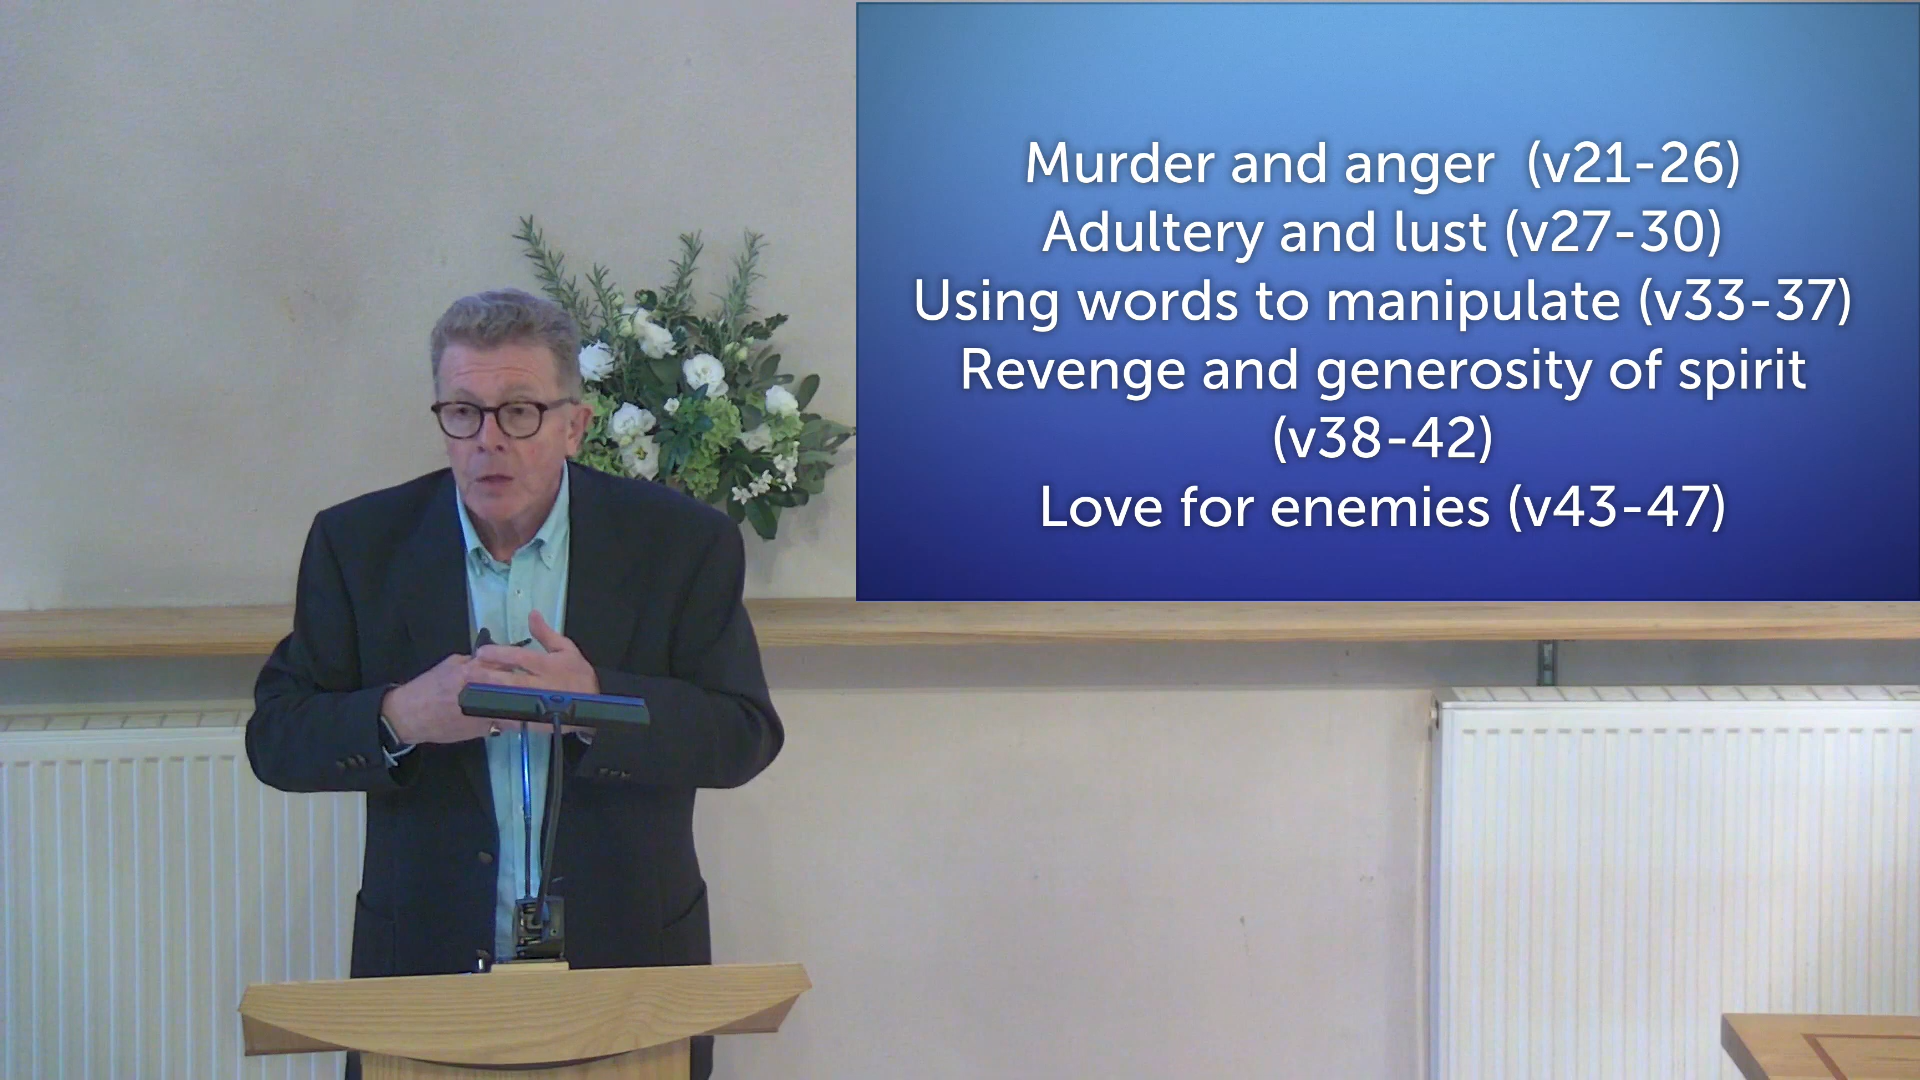 Murder and anger  (v21-26)
Adultery and lust (v27-30)
Using words to manipulate (v33-37)
Revenge and generosity of spirit
(v38-42)
Love for enemies (v43-47)